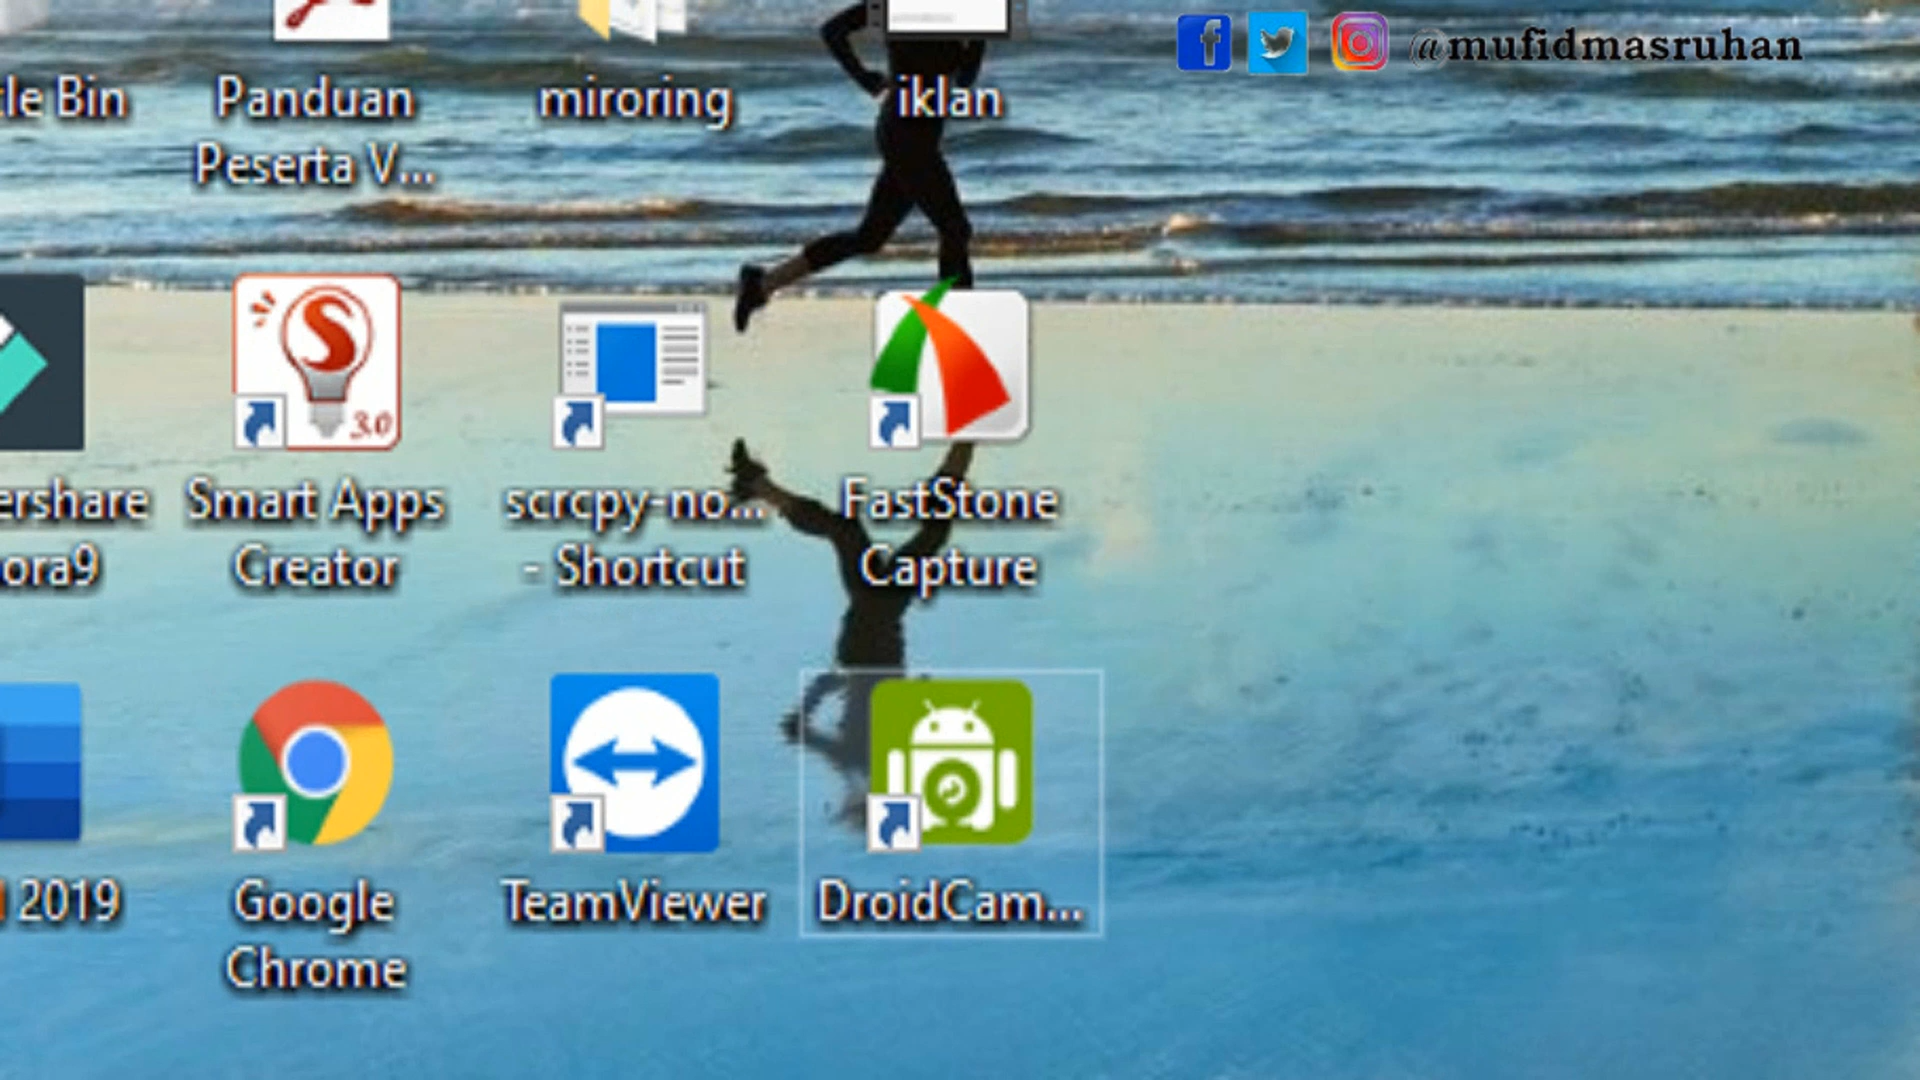 @mufidmasruhan
cle Bin
Panduan
Peserta V...
miroring
iklan
3.0
ershare
ora9
Smart Apps
Creator
scrcpy-no...
- Shortcut
FastStone
Capture
2019
Google
Chrome
TeamViewer
DroidCam...